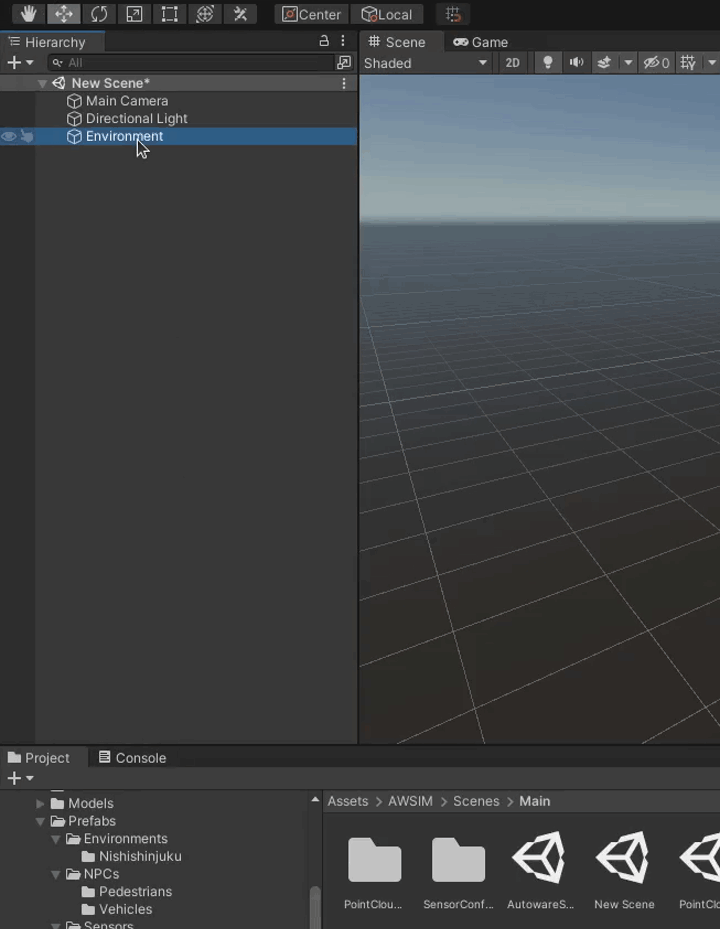 Center Local
Hierarchy
All
New Scene*
Main Camera
Directional Light
Environment
Scene Game
Shaded 2D 0
Project Console
Models
Prefabs
Environments
Nishishinjuku
NPCs
Pedestrians
Vehicles
Sensors
Assets > AWSIM > Scenes > Main
PointClou... SensorConf... AutowareS... New Scene PointClo